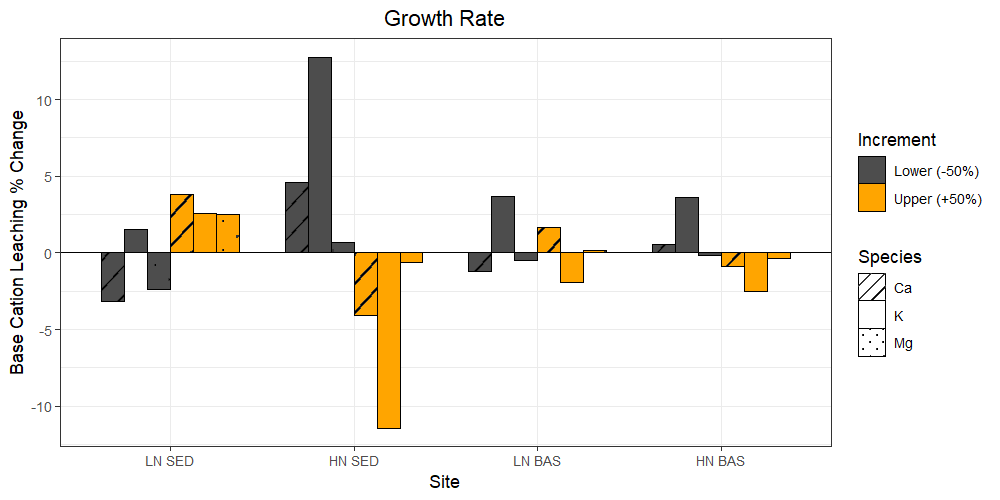 Growth Rate
Base Cation Leaching % Change
10
5
0
-5
-10
LN SED
HN SED
LN BAS
HN BAS
Site
Increment
Lower (-50%)
Upper (+50%)
Species
Ca
K
Mg